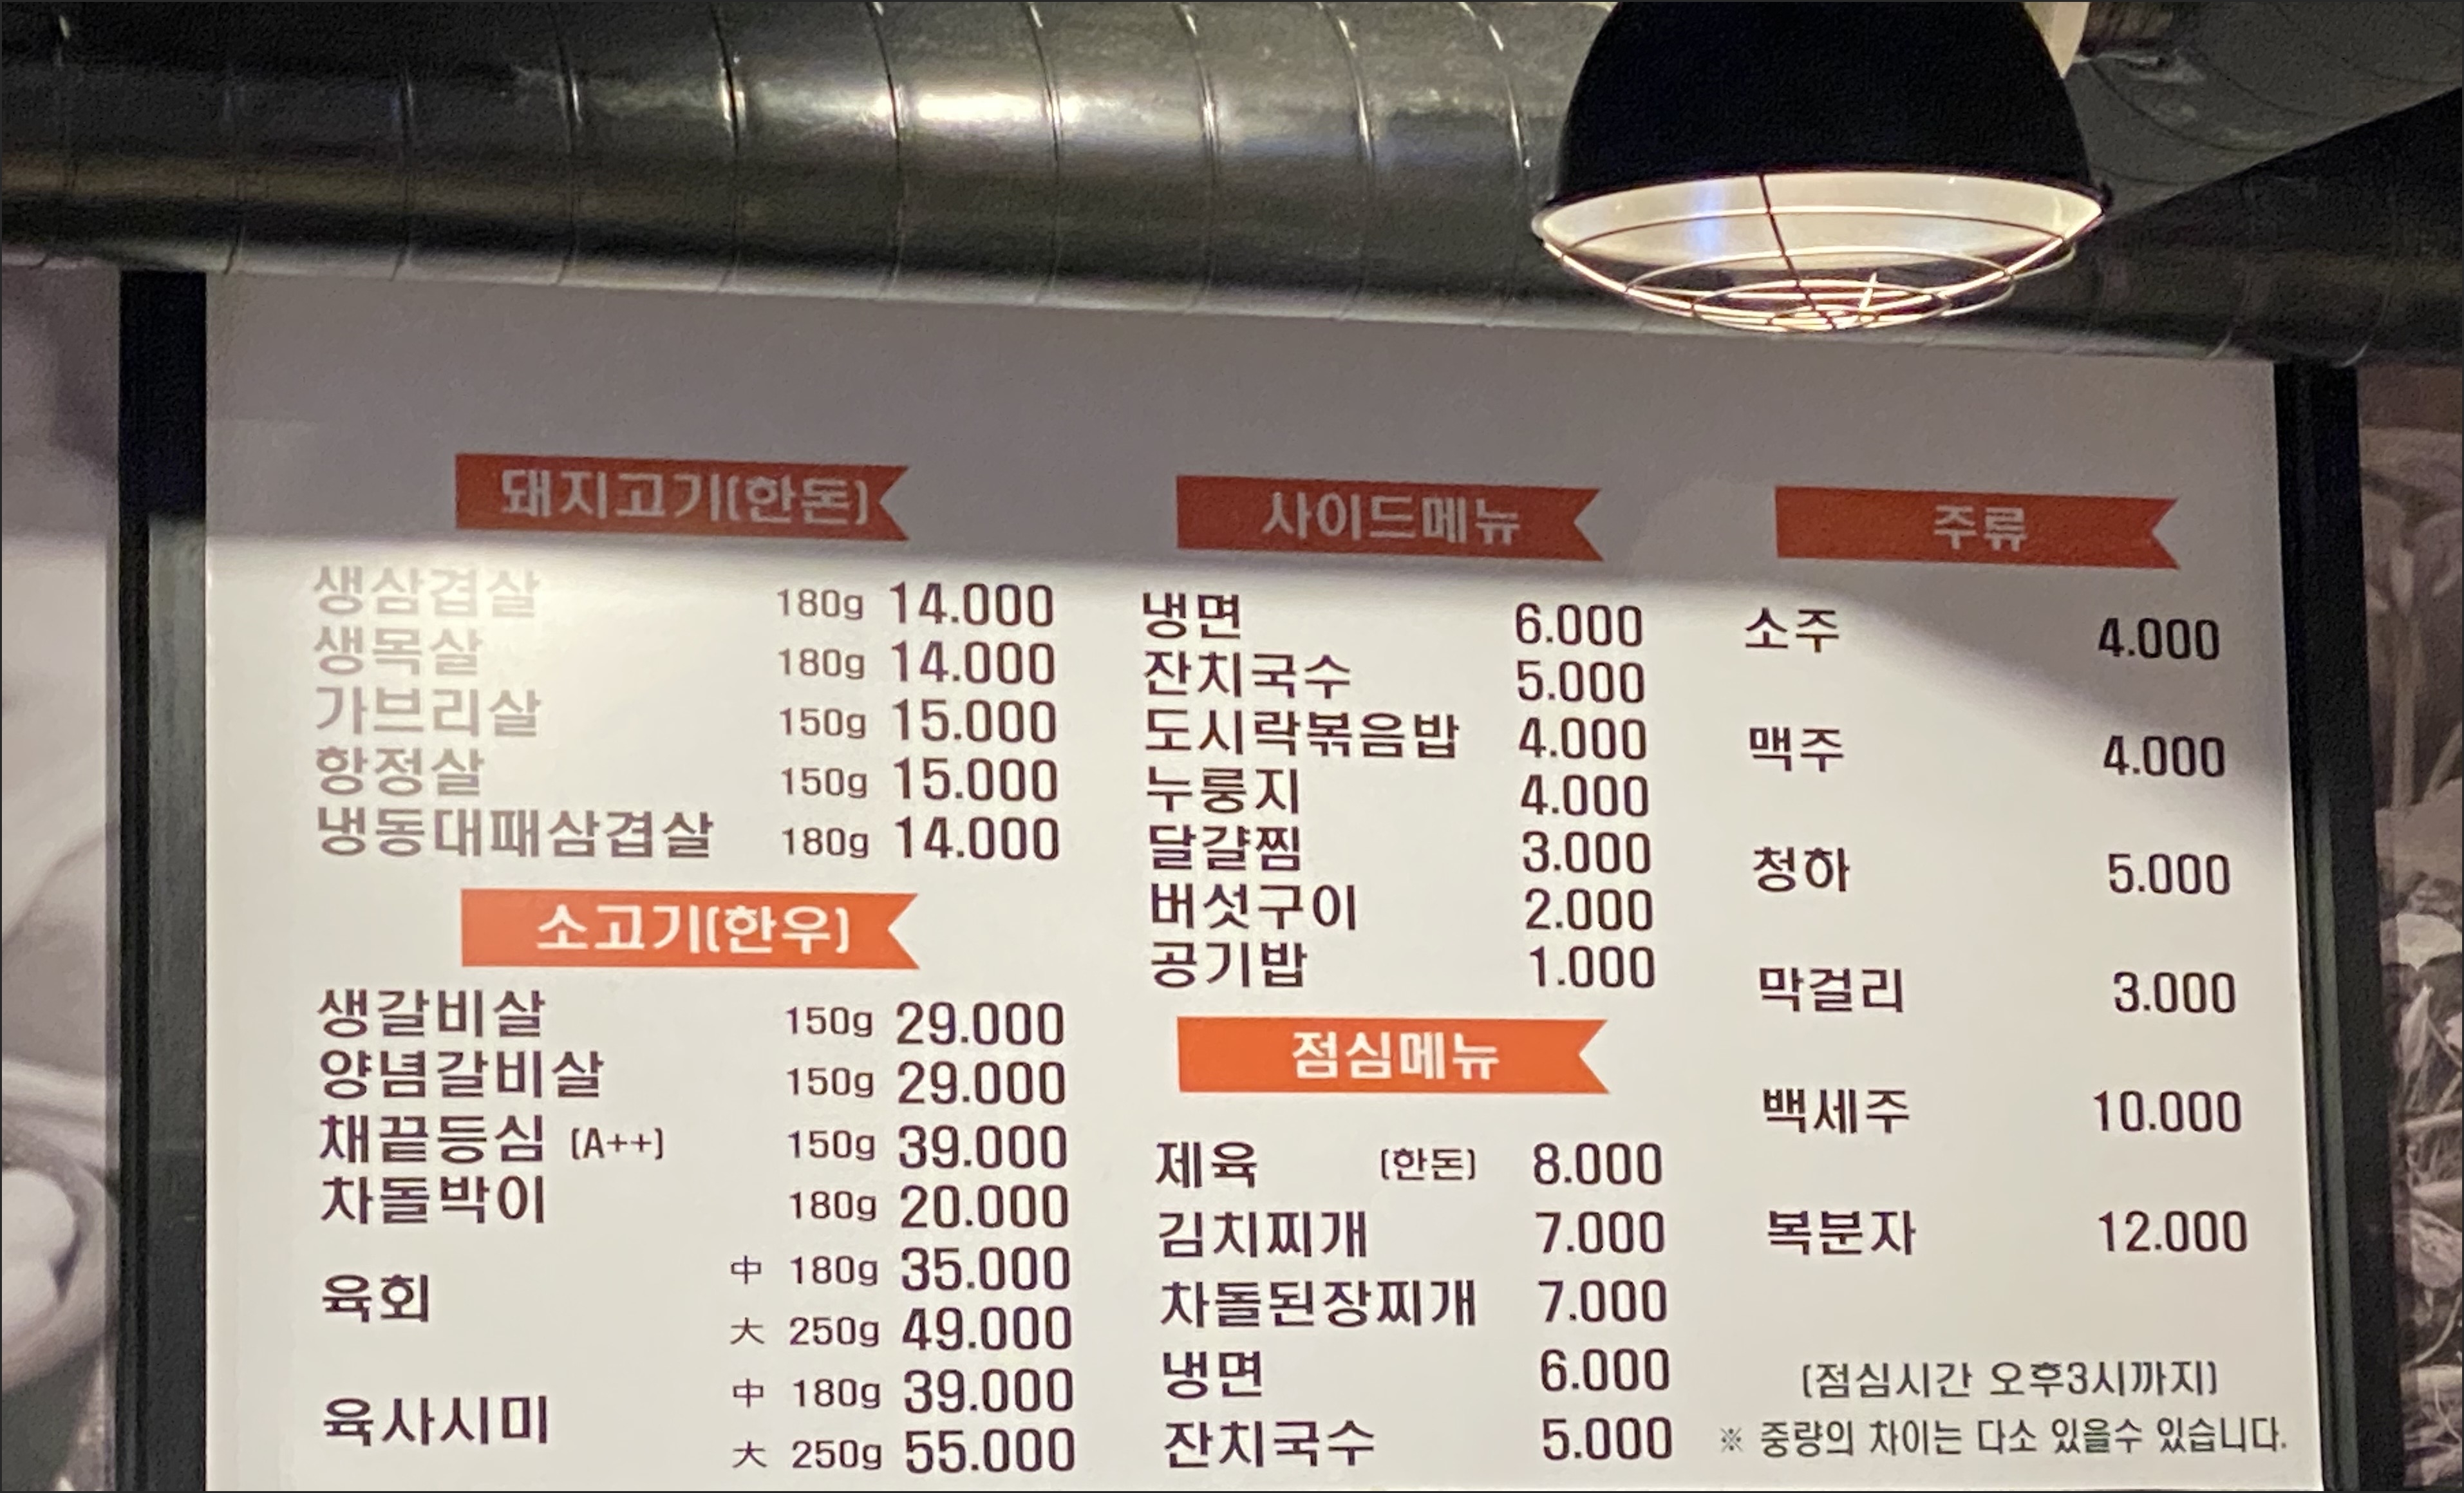 돼지고기(한돈)
생삼겹살 180g 14.000
생목살 180g 14.000
가브리살 150g 15.000
항정살 150g 15.000
냉동대패삼겹살 180g 14.000
소고기(한우)
생갈비살 150g 29.000
양념갈비살 150g 29.000
채끝등심 (A++) 150g 39.000
차돌박이 180g 20.000
육회 中 180g 35.000
大 250g 49.000
육사시미 中 180g 39.000
大 250g 55.000
사이드메뉴
냉면 6.000
잔치국수 5.000
도시락볶음밥 4.000
누룽지 4.000
달걀찜 3.000
버섯구이 2.000
공기밥 1.000
점심메뉴
제육 (한돈) 8.000
김치찌개 7.000
차돌된장찌개 7.000
냉면 6.000
잔치국수 5.000
주류
소주 4.000
맥주 4.000
청하 5.000
막걸리 3.000
백세주 10.000
복분자 12.000
(점심시간 오후3시까지)
※ 중량의 차이는 다소 있을수 있습니다.